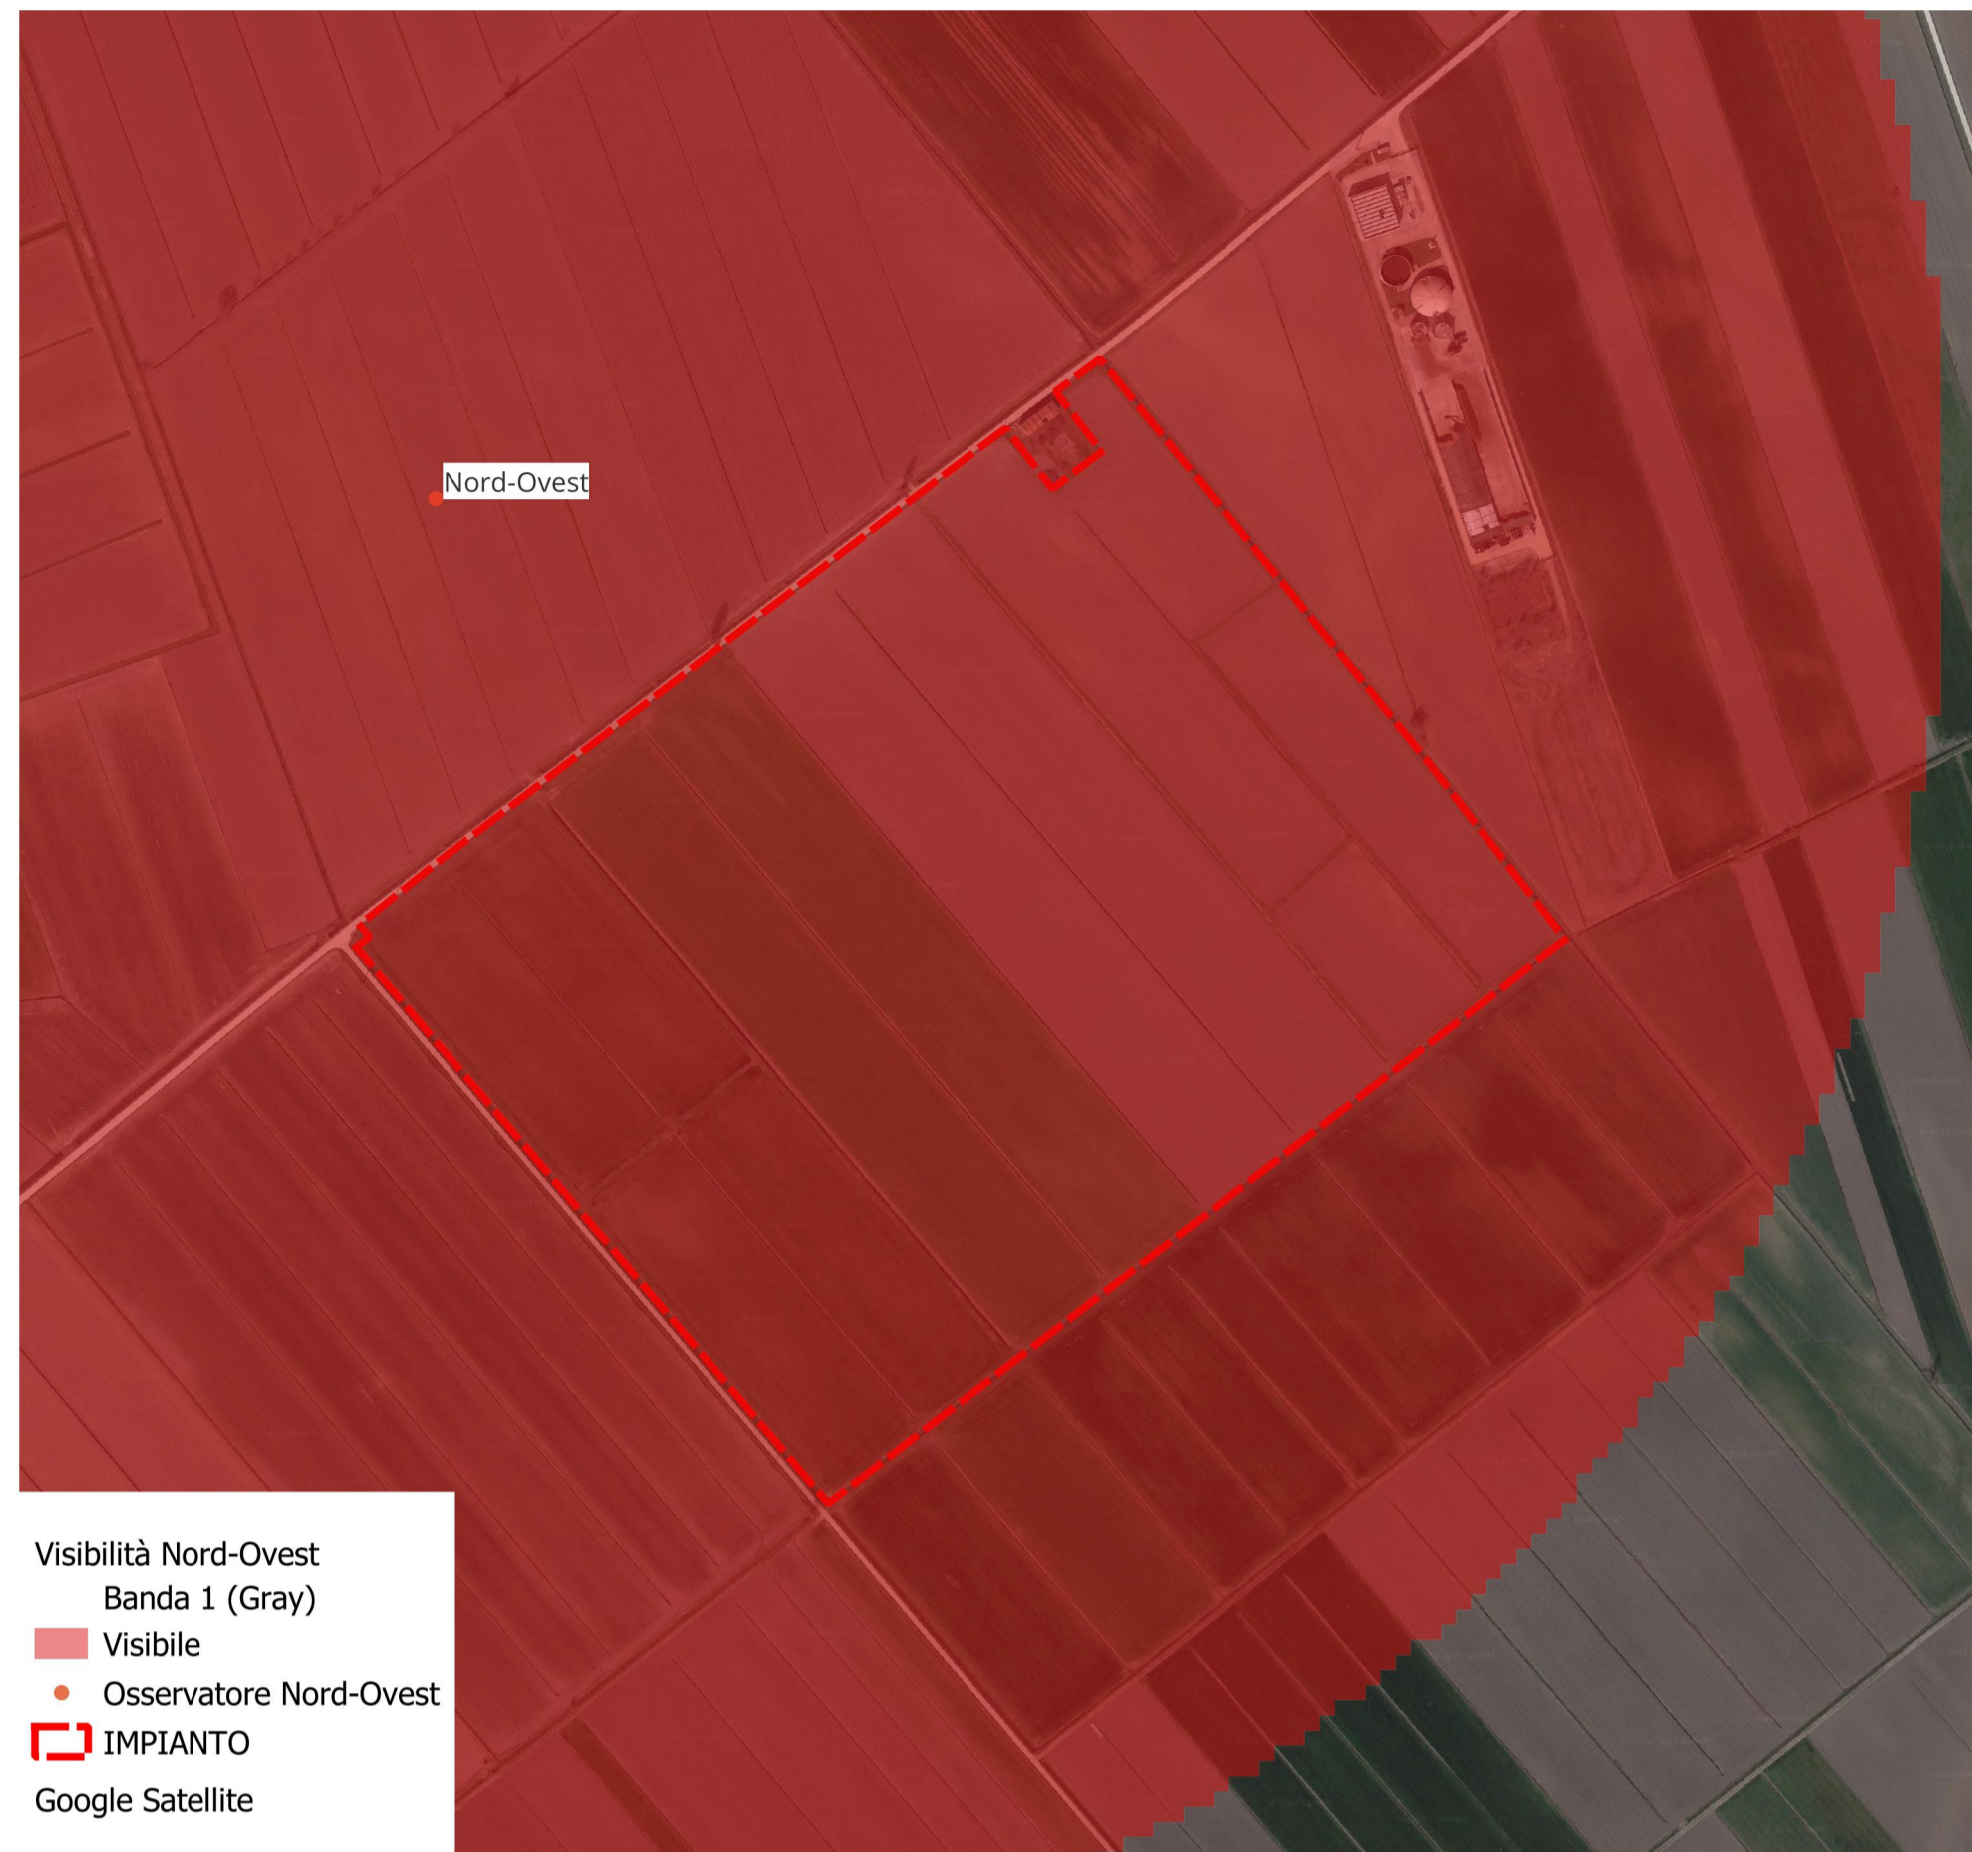 Nord-Ovest
Visibilità Nord-Ovest
Banda 1 (Gray)
Visibile
Osservatore Nord-Ovest
IMPIANTO
Google Satellite